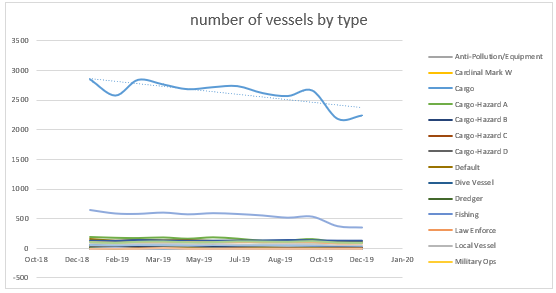 number of vessels by type
3500
3000
2500
2000
1500
1000
500
0
-500
Oct-18 Dec-18 Feb-19 Mar-19 May-19 Jul-19 Aug-19 Oct-19 Dec-19 Jan-20
Anti-Pollution/Equipment
Cardinal Mark W
Cargo
Cargo-Hazard A
Cargo-Hazard B
Cargo-Hazard C
Cargo-Hazard D
Default
Dive Vessel
Dredger
Fishing
Law Enforce
Local Vessel
Military Ops